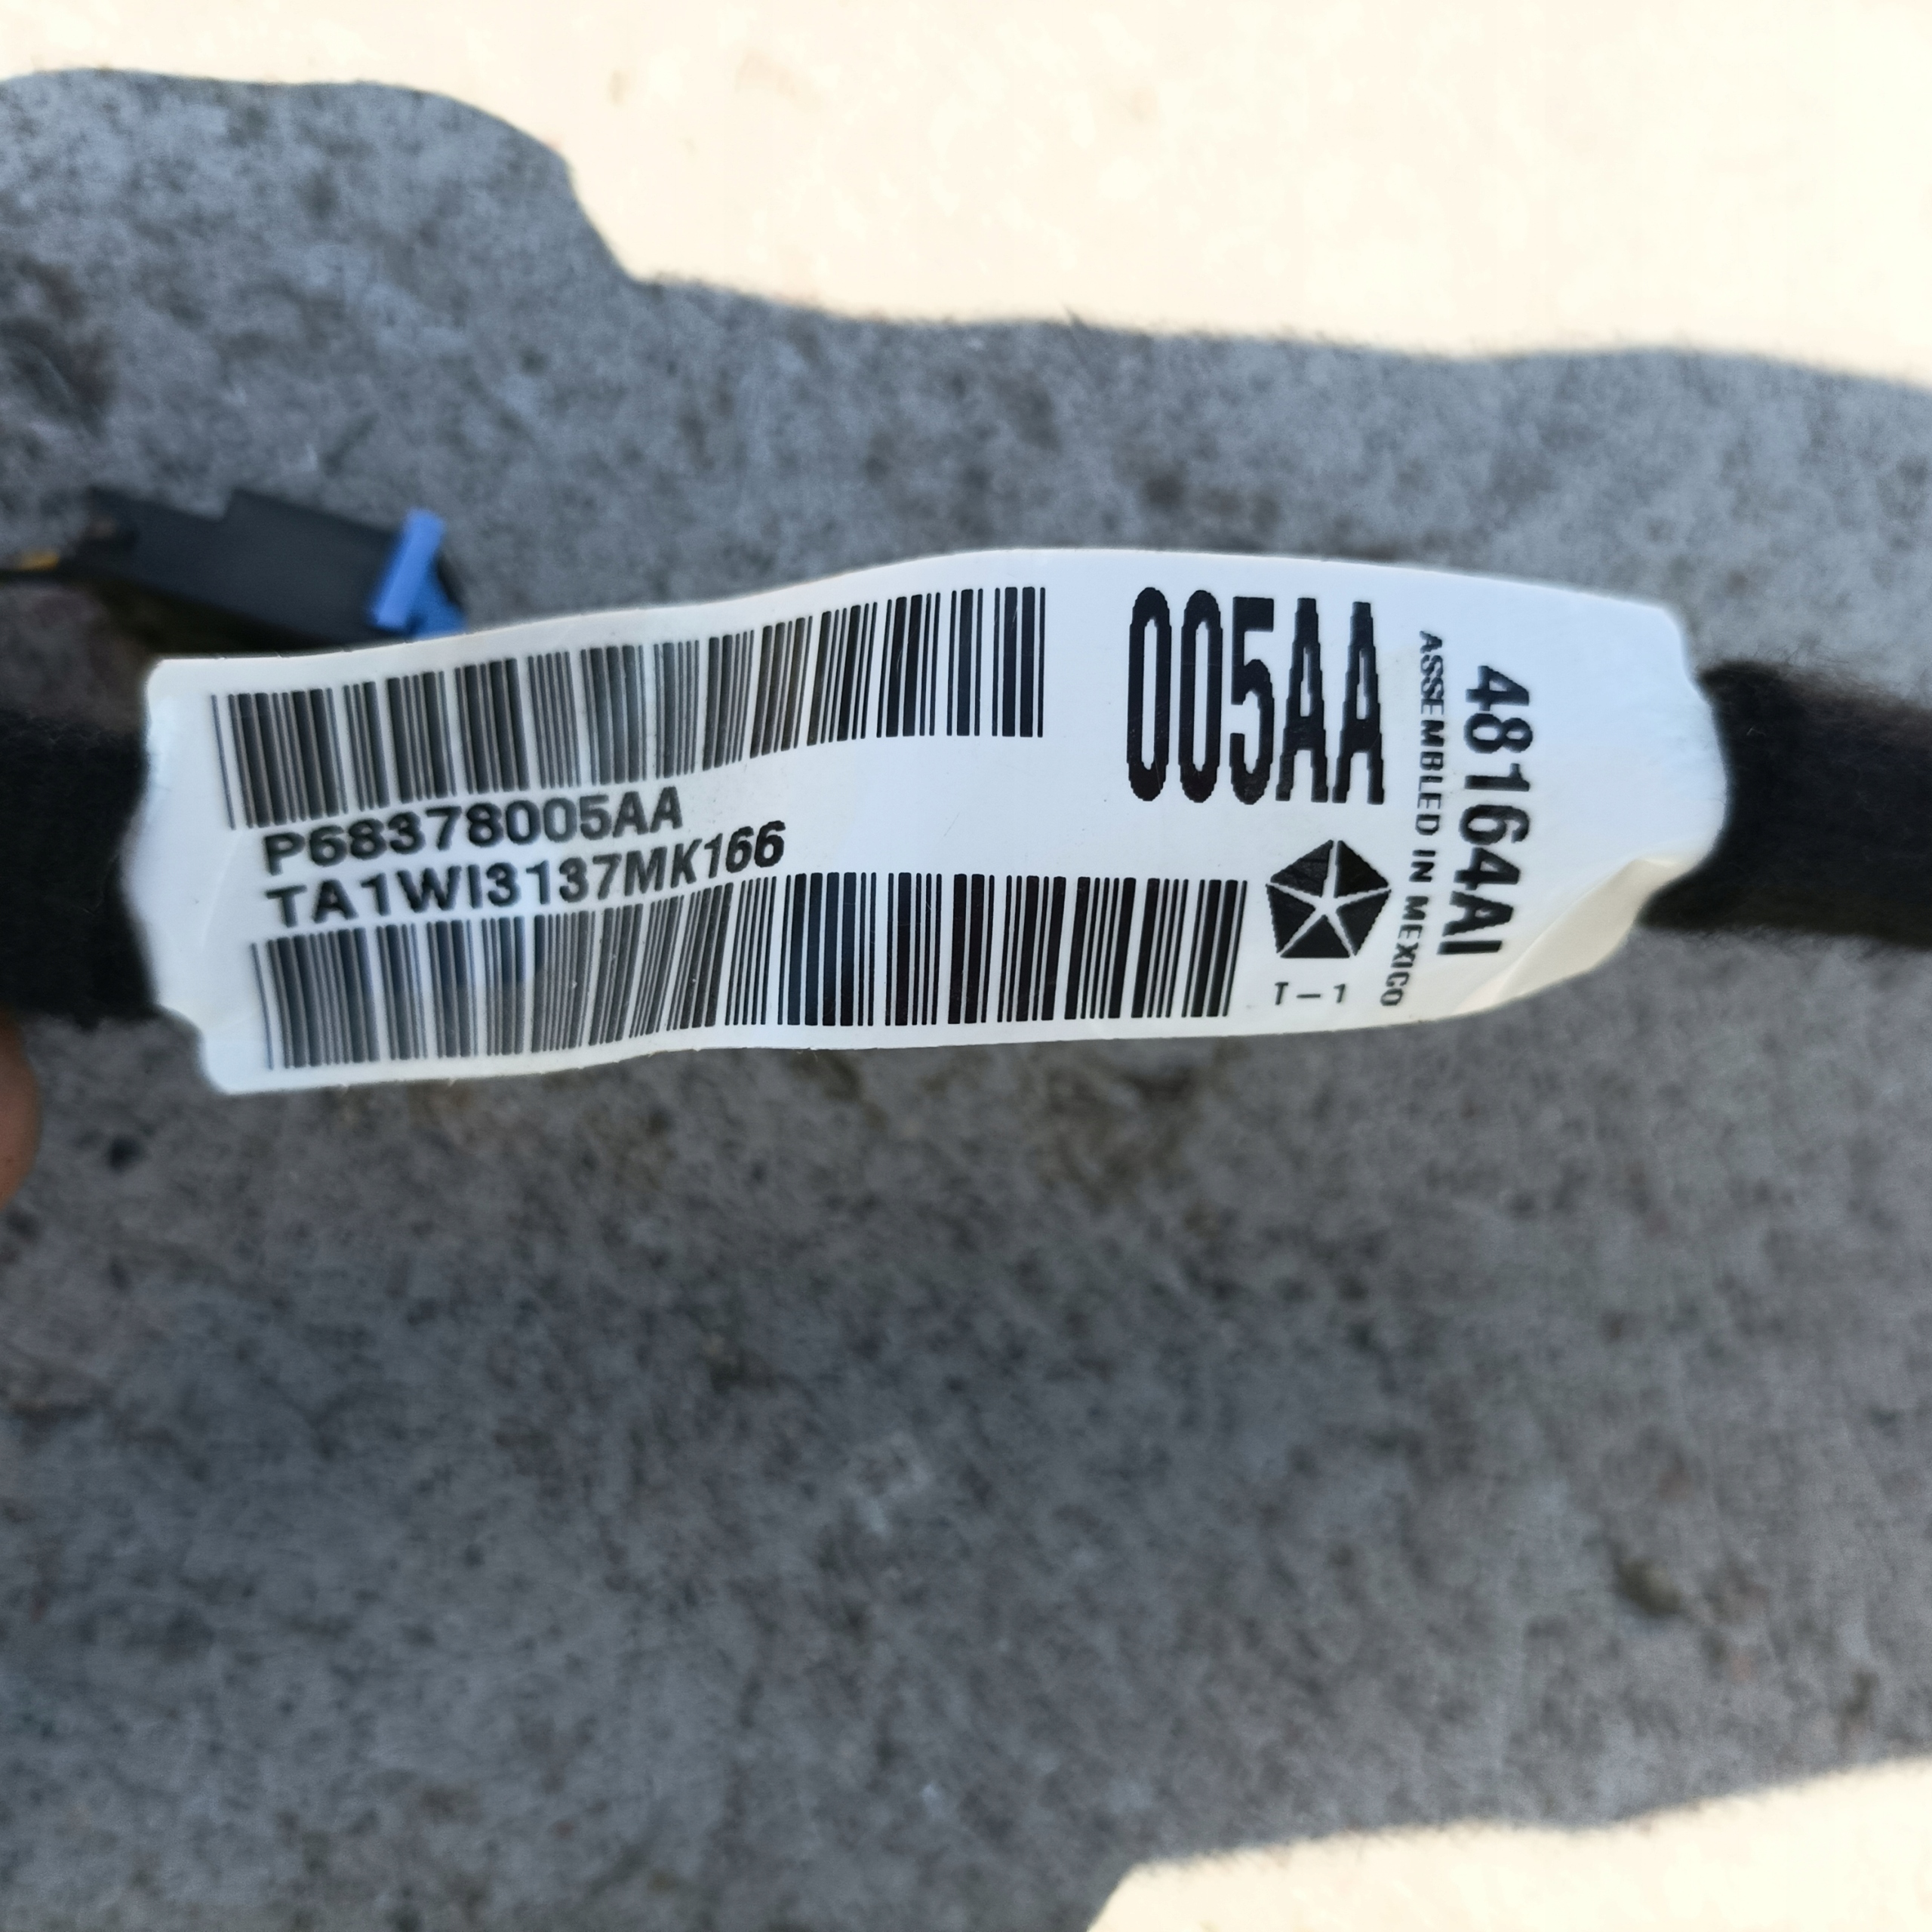 P68378005AA
TA1WI3137MK166
005AA
T-1
ASSEMBLED IN MEXICO
48164AI